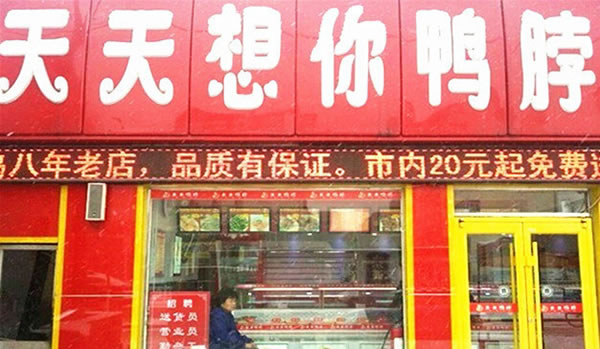 天天想你鸭脖
八年老店，品质有保证。市内20元起免费
招聘
送货员
营业员